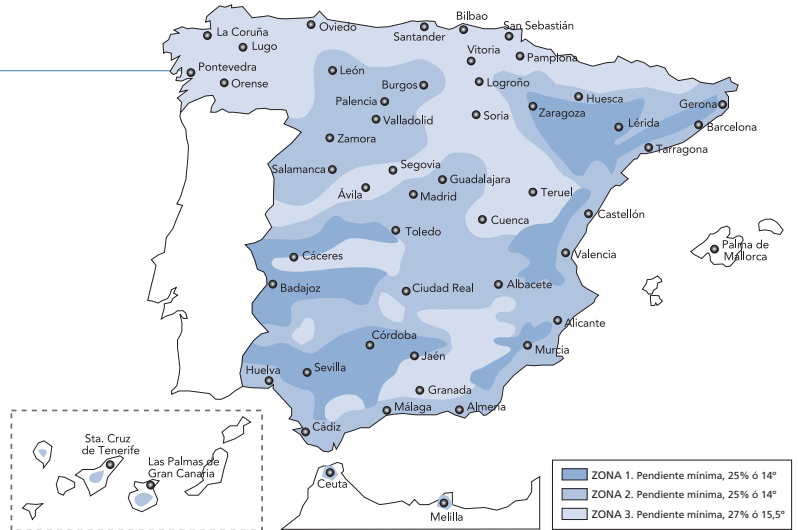 Bilbao
La Coruña
Oviedo
Santander
San Sebastián
Lugo
Vitoria
Pamplona
Pontevedra
León
Orense
Burgos
Logroño
Huesca
Gerona
Palencia
Zaragoza
Valladolid
Soria
Lérida
Barcelona
Zamora
Tarragona
Segovia
Salamanca
Guadalajara
Ávila
Madrid
Teruel
Cuenca
Castellón
Toledo
Palma de
Mallorca
Cáceres
Valencia
Badajoz
Ciudad Real
Albacete
Alicante
Córdoba
Murcia
Jaén
Huelva
Sevilla
Granada
Málaga
Almena
Cádiz
Sta. Cruz
de Tenerife
Las Palmas de
Gran Canaria
Ceuta
Melilla
ZONA 1. Pendiente mínima, 25% ó 14º
ZONA 2. Pendiente mínima, 25% ó 14º
ZONA 3. Pendiente mínima, 27% ó 15,5º